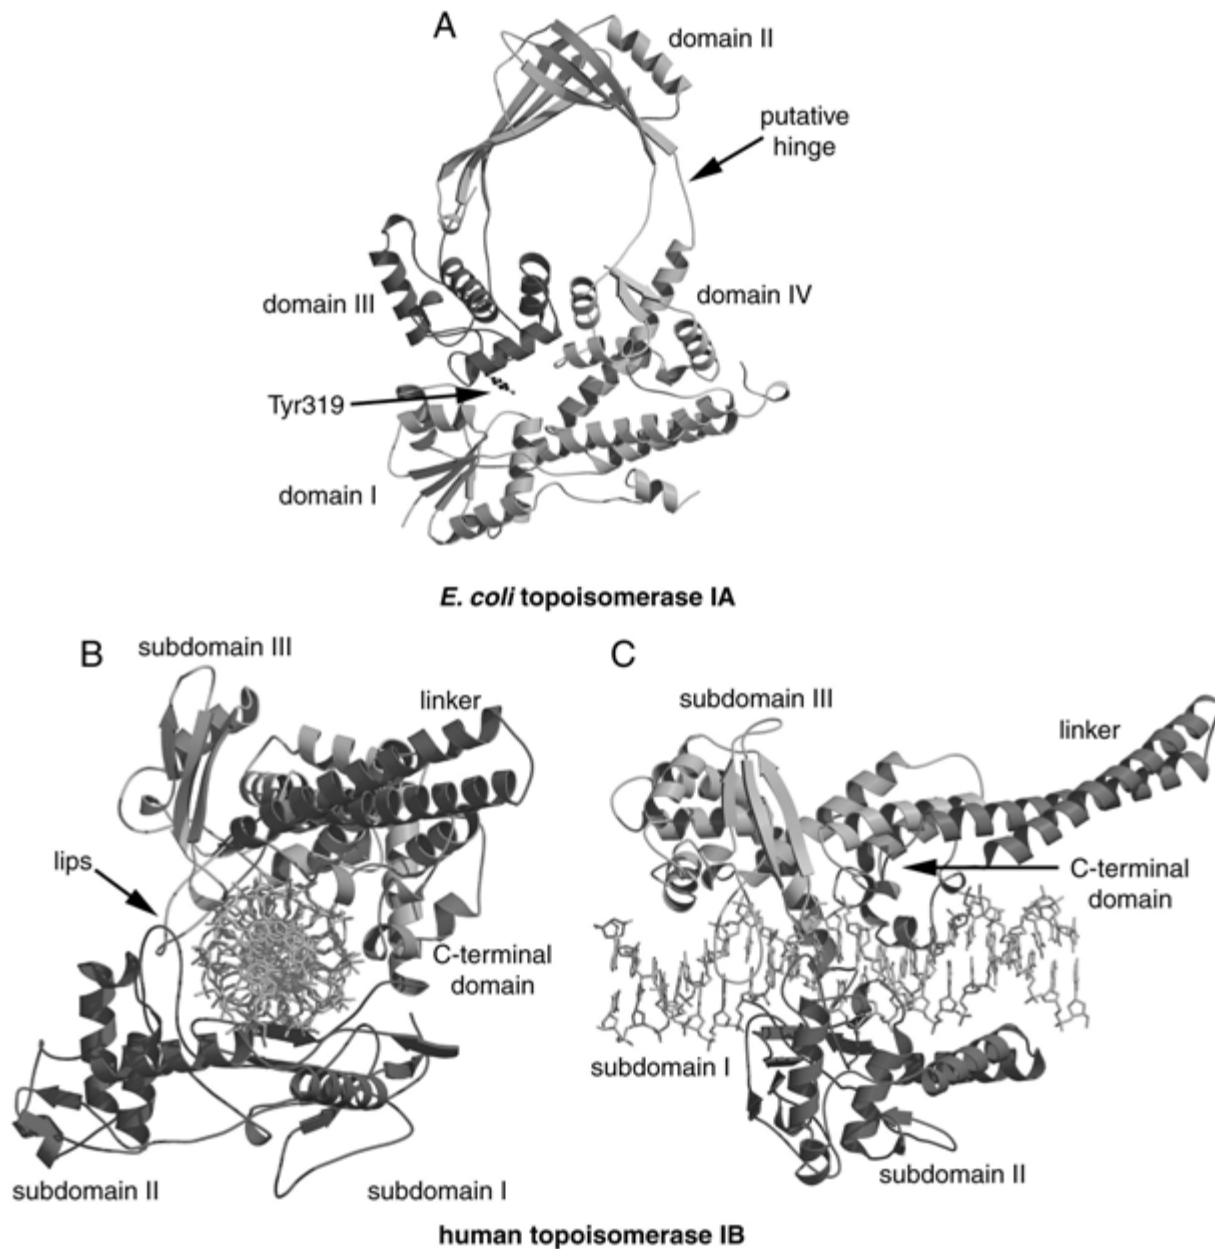 A
domain II
putative
hinge
domain III
domain IV
Tyr319
domain I
E. coli topoisomerase IA
B
subdomain III
linker
lips
C-terminal
domain
subdomain II
subdomain I
C
subdomain III
linker
C-terminal
domain
subdomain I
subdomain II
human topoisomerase IB